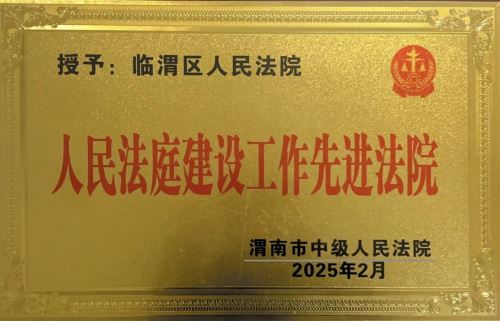 授予：临渭区人民法院
人民法庭建设工作先进法院
渭南市中级人民法院
2025年2月